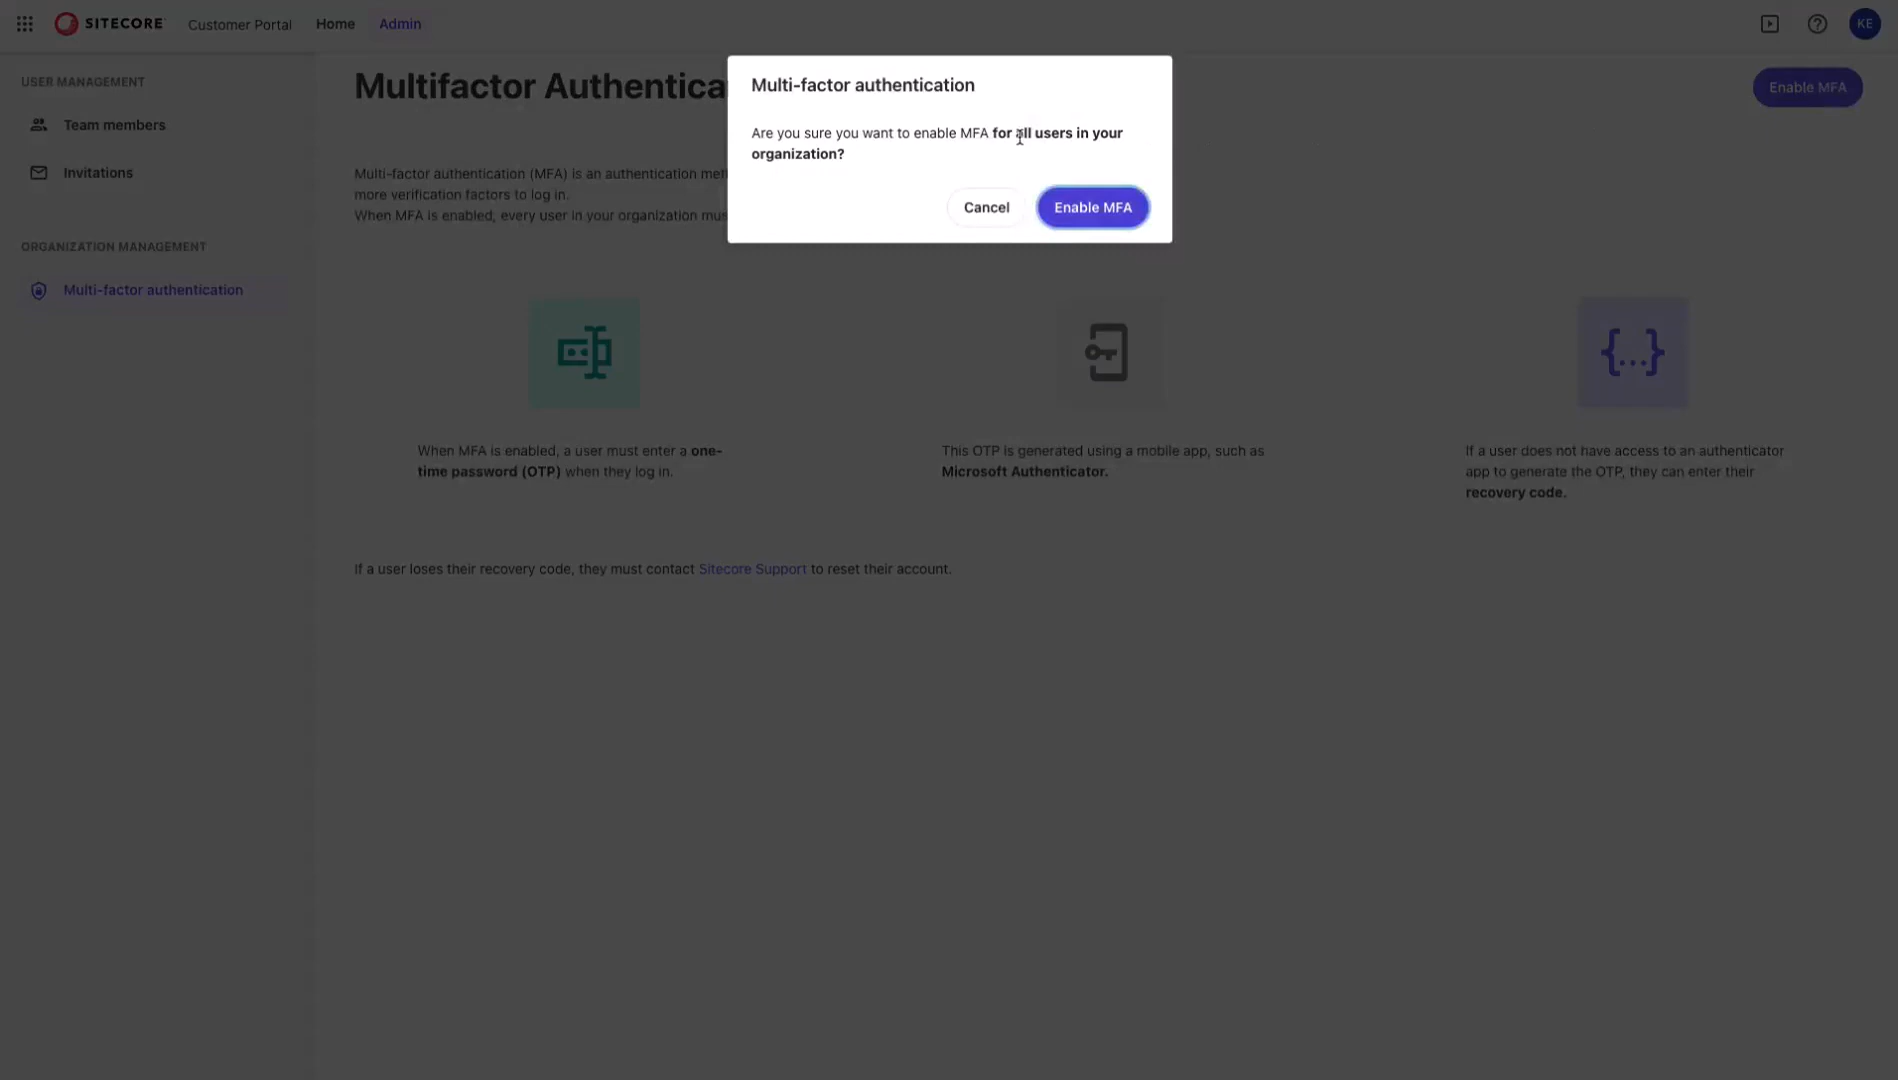 SITECORE
Customer Portal
Home
Admin
KE
USER MANAGEMENT
Team members
Invitations
ORGANIZATION MANAGEMENT
Multi-factor authentication
Multifactor Authentica
Enable MFA
Multi-factor authentication (MFA) is an authentication
more verification factors to log in.
When MFA is enabled, every user in your organization
Multi-factor authentication
Are you sure you want to enable MFA for all users in your
organization?
Cancel
Enable MFA
{...}
When MFA is enabled, a user must enter a one-
time password (OTP) when they log in.
This OTP is generated using a mobile app, such as
Microsoft Authenticator.
If a user does not have access to an authenticator
app to generate the OTP, they can enter their
recovery code.
If a user loses their recovery code, they must contact Sitecore Support to reset their account.